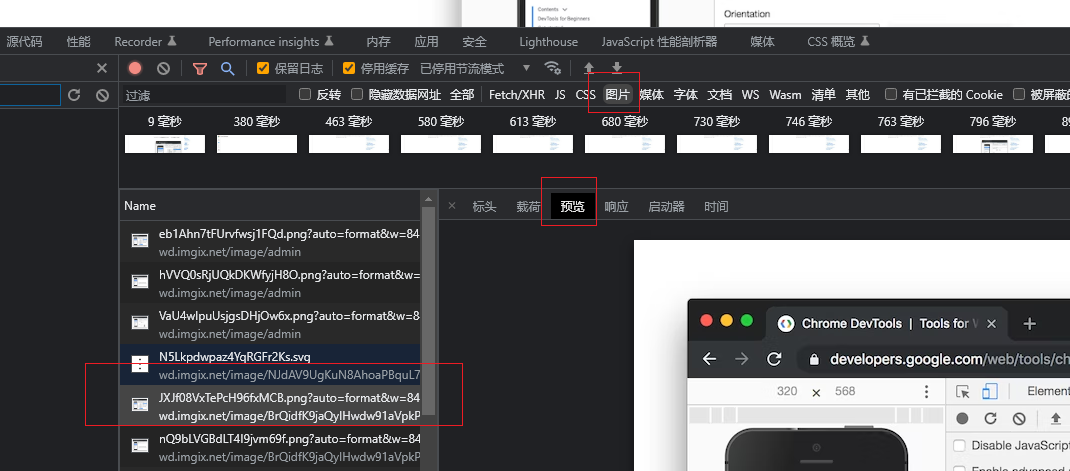 Contents
DevTools for Beginners
Orientation
源代码 性能 Recorder Performance insights 内存 应用 安全 Lighthouse JavaScript 性能剖析器 媒体 CSS 概览
保留日志 停用缓存 已停用节流模式
过滤 反转 隐藏数据网址 全部 Fetch/XHR JS CSS 图片 媒体 字体 文档 WS Wasm 清单 其他 有已拦截的 Cookie 被屏蔽的
9 毫秒 380 毫秒 463 毫秒 580 毫秒 613 毫秒 680 毫秒 730 毫秒 746 毫秒 763 毫秒 796 毫秒 89
Name
× 标头 载荷 预览 响应 启动器 时间
eb1Ahn7tFUrvfwsj1FQd.png?auto=format&w=84
wd.imgix.net/image/admin
hVVQ0sRjUQkDKWfyjH8O.png?auto=format&w=
wd.imgix.net/image/admin
VaU4wIpuUsjgsDHjOw6x.png?auto=format&w=8
wd.imgix.net/image/admin
N5Lkpdwpaz4YqRGFr2Ks.svg
wd.imgix.net/image/NJdAV9UgKuN8AhoaPBquL7
JXJf08VxTePcH96fxMCB.png?auto=format&w=84
wd.imgix.net/image/BrQidfK9jaQyIHwdw91aVpkP
nQ9bLVGBdLT4I9jvm69f.png?auto=format&w=84
wd.imgix.net/image/BrQidfK9jaQyIHwdw91aVpkP
Chrome DevTools | Tools for W
developers.google.com/web/tools/ch
320 × 568
Element
Disable JavaScript
Enable advanced